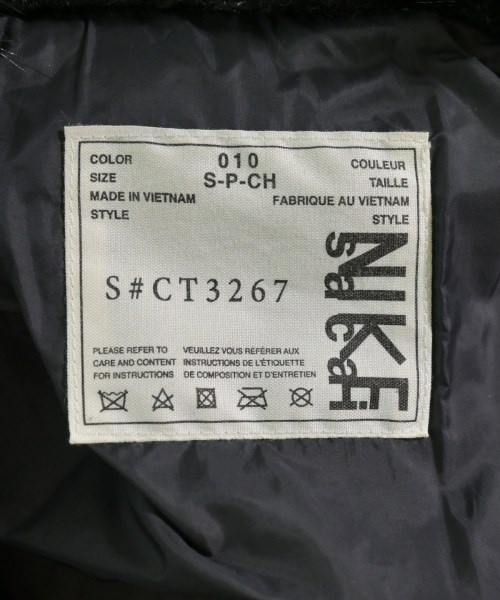 COLOR 010 COULEUR
SIZE S-P-CH TAILLE
MADE IN VIETNAM FABRIQUE AU VIETNAM
STYLE STYLE
S#CT3267
NIKE
sacai
PLEASE REFER TO
CARE AND CONTENT
FOR INSTRUCTIONS
VEUILLEZ VOUS RÉFÉRER AUX
INSTRUCTIONS DE L'ÉTIQUETTE
DE COMPOSITION ET D'ENTRETIEN